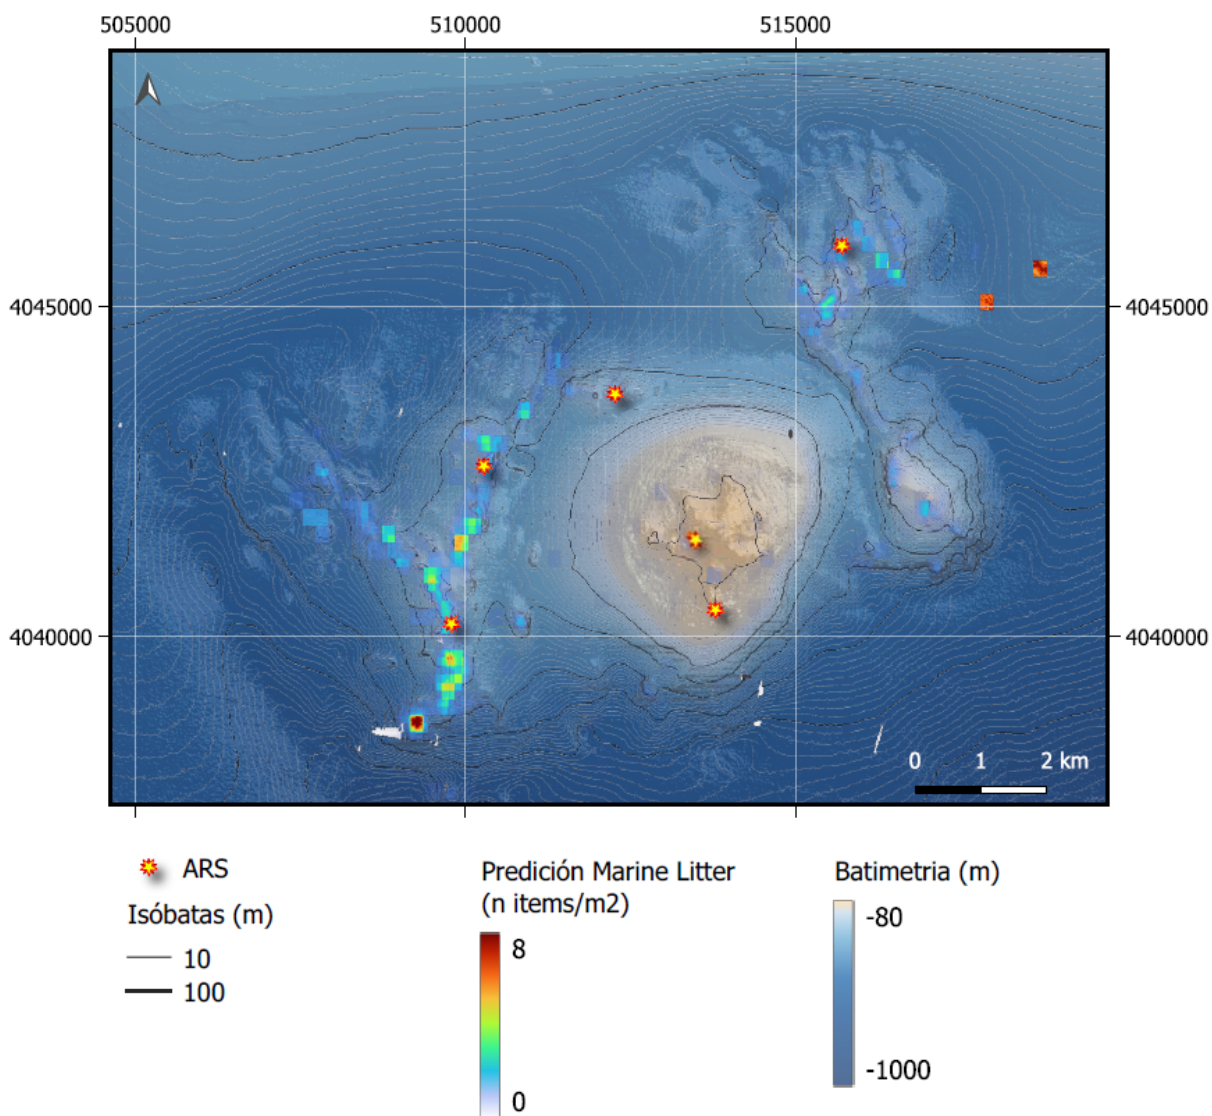 505000 510000 515000
4045000 4045000
4040000 4040000
0 1 2 km
ARS
Isóbatas (m)
10
100
Predición Marine Litter
(n items/m2)
8
0
Batimetria (m)
-80
-1000